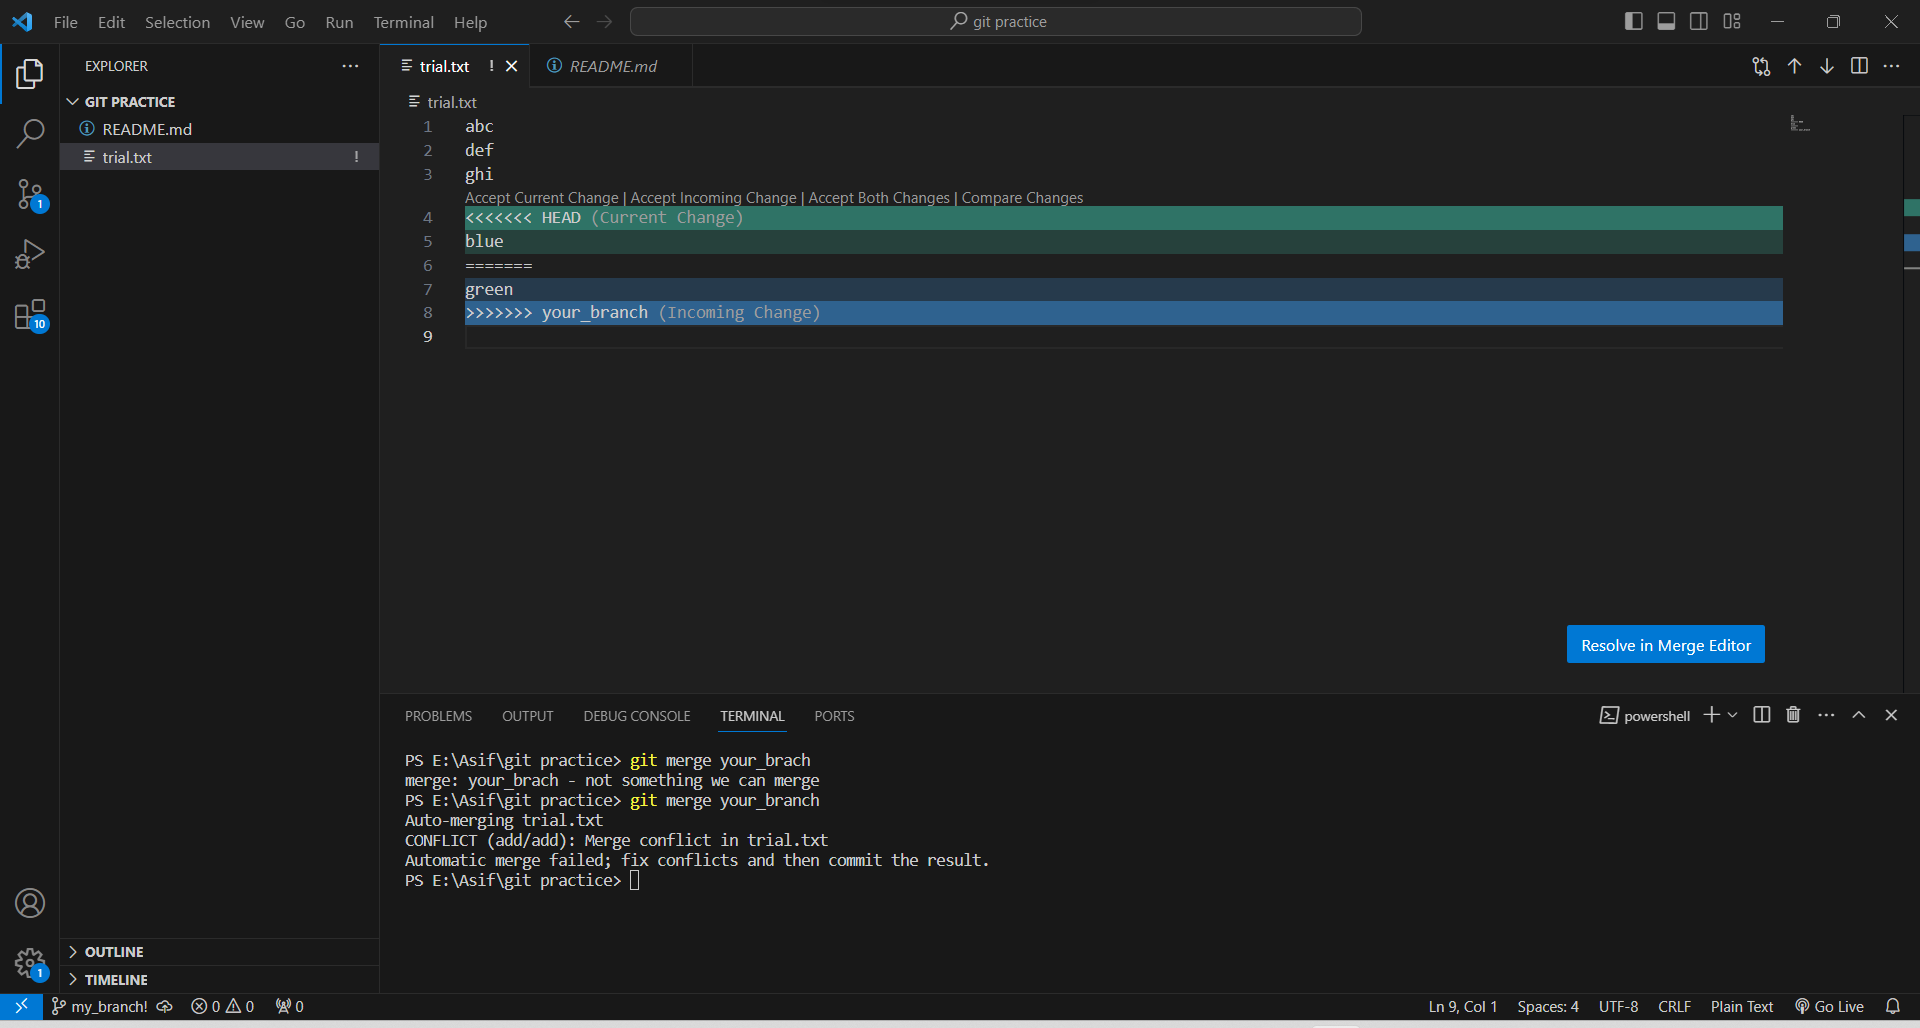 File Edit Selection View Go Run Terminal Help
git practice
EXPLORER
GIT PRACTICE
README.md
trial.txt !
1
10
OUTLINE
TIMELINE
1
trial.txt !
README.md
trial.txt
1 abc
2 def
3 ghi
Accept Current Change | Accept Incoming Change | Accept Both Changes | Compare Changes
4 <<<<<<< HEAD (Current Change)
5 blue
6 =======
7 green
8 >>>>>>> your_branch (Incoming Change)
9
Resolve in Merge Editor
PROBLEMS OUTPUT DEBUG CONSOLE TERMINAL PORTS
powershell
PS E:\Asif\git practice> git merge your_brach
merge: your_brach - not something we can merge
PS E:\Asif\git practice> git merge your_branch
Auto-merging trial.txt
CONFLICT (add/add): Merge conflict in trial.txt
Automatic merge failed; fix conflicts and then commit the result.
PS E:\Asif\git practice>
my_branch! 0 0 0 Ln 9, Col 1 Spaces: 4 UTF-8 CRLF Plain Text Go Live